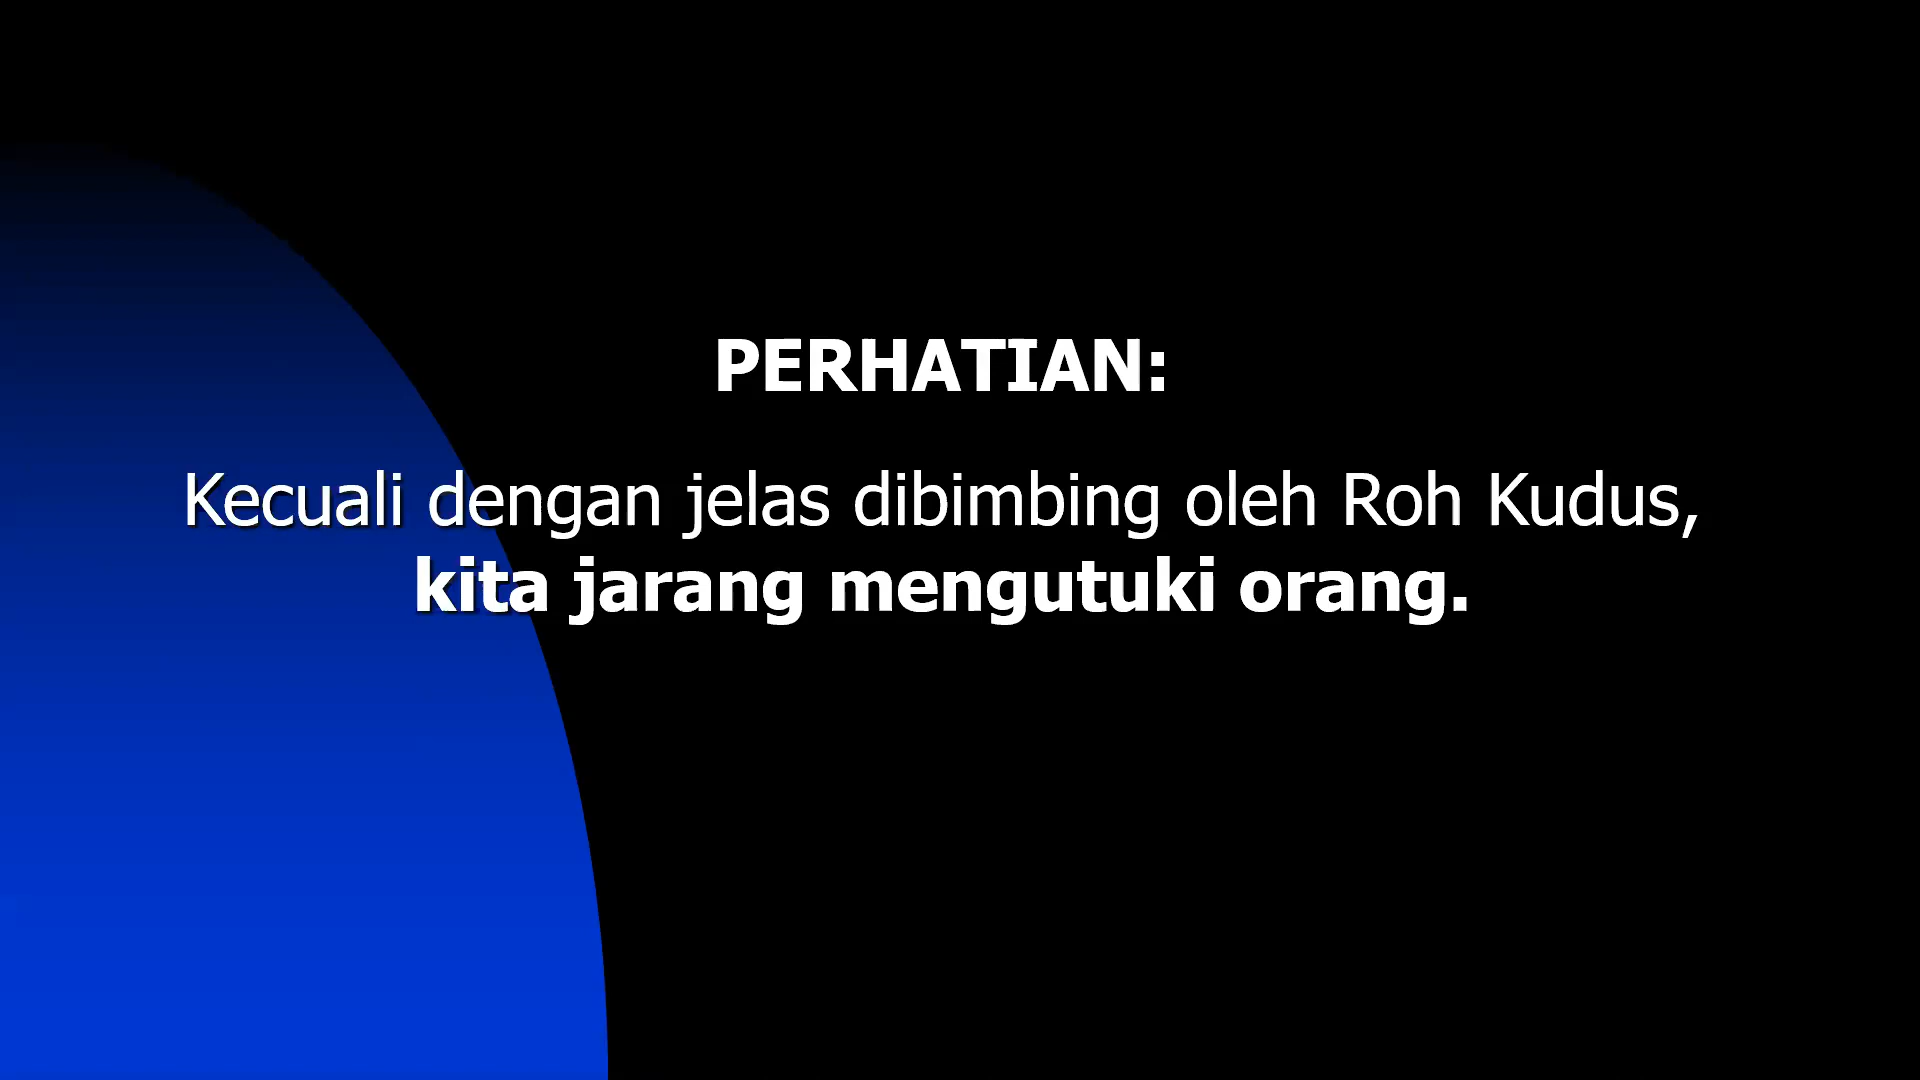 PERHATIAN:
Kecuali dengan jelas dibimbing oleh Roh Kudus,
kita jarang mengutuki orang.